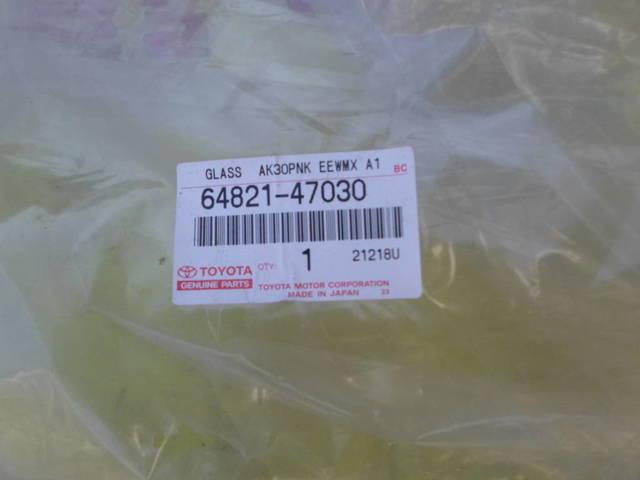 GLASS AK30PNK EEWMX A1 BC
64821-47030
TOYOTA QTY: 1 21218U
GENUINE PARTS TOYOTA MOTOR CORPORATION
MADE IN JAPAN 23